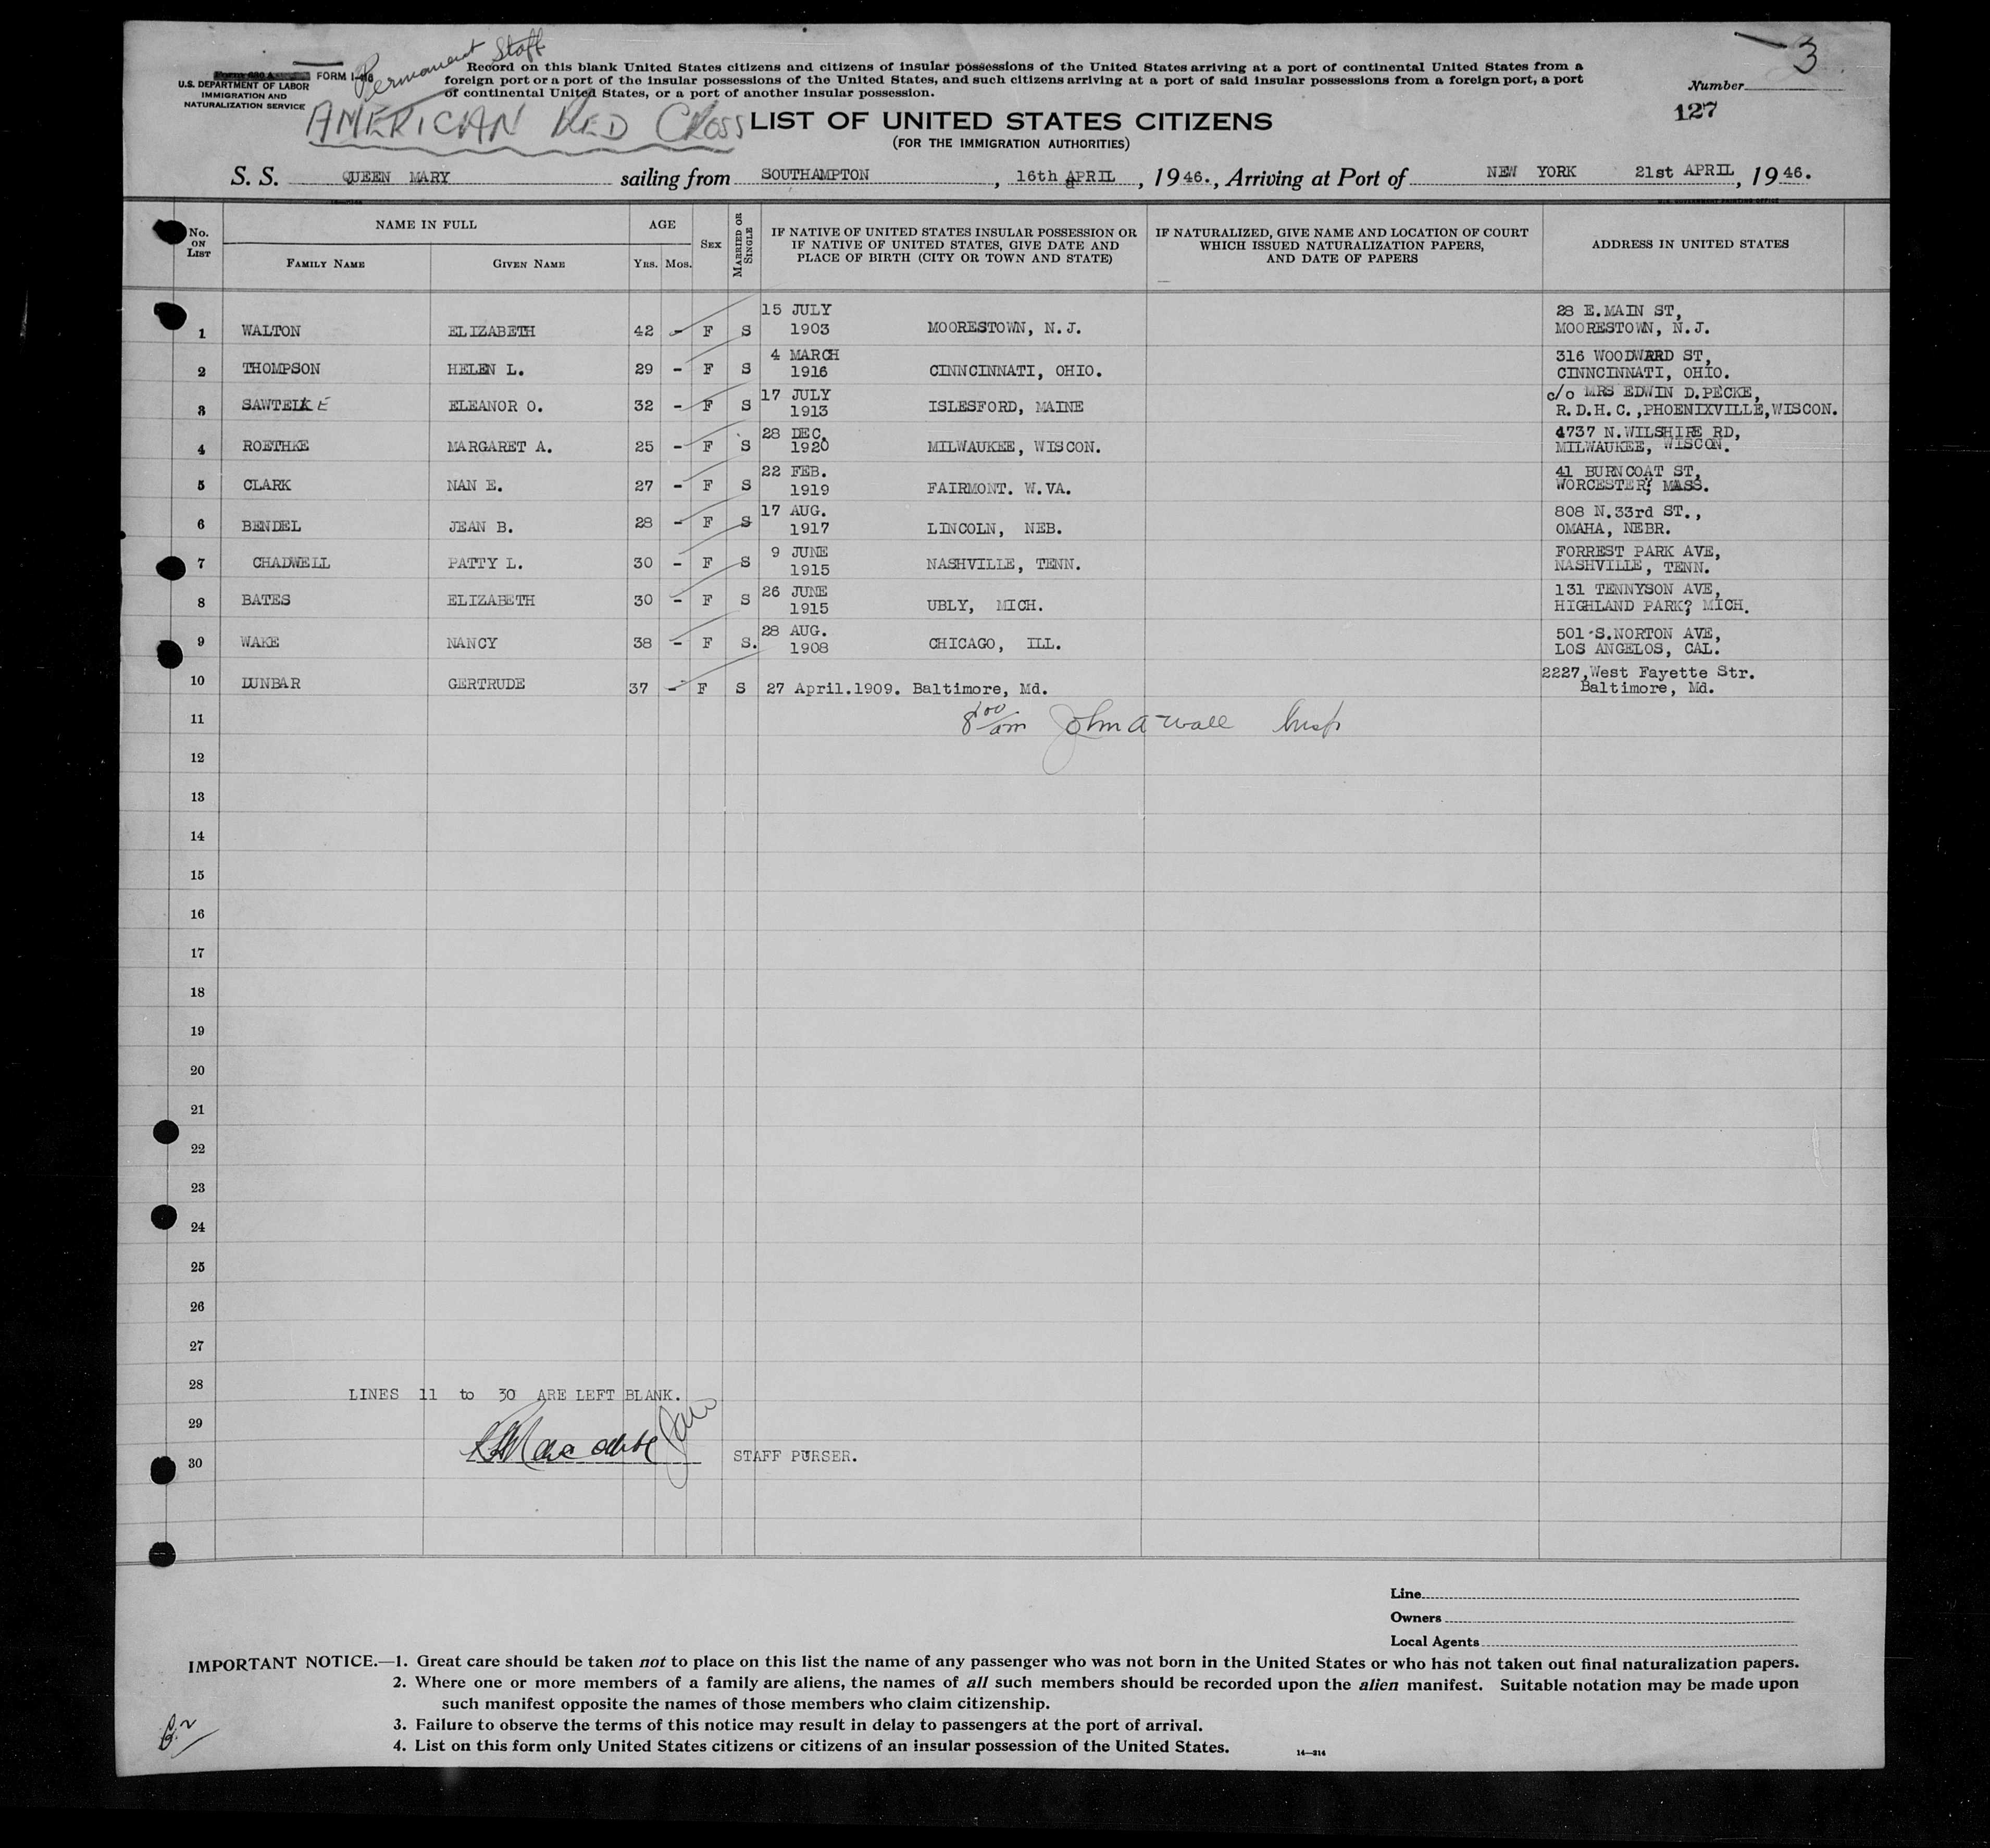 Permanent Staff
FORM I-418
U.S. DEPARTMENT OF LABOR
IMMIGRATION AND
NATURALIZATION SERVICE
Record on this blank United States citizens and citizens of insular possessions of the United States arriving at a port of continental United States from a
foreign port or a port of the insular possessions of the United States, and such citizens arriving at a port of said insular possessions from a foreign port, a port
of continental United States, or a port of another insular possession.
3
Number
127
AMERICAN RED CROSS
LIST OF UNITED STATES CITIZENS
(FOR THE IMMIGRATION AUTHORITIES)
S. S. QUEEN MARY sailing from SOUTHAMPTON, 16th APRIL, 1946., Arriving at Port of NEW YORK 21st APRIL, 1946.
No. ON LIST
NAME IN FULL
FAMILY NAME GIVEN NAME
AGE
YRS. MOS.
SEX
MARRIED OR SINGLE
IF NATIVE OF UNITED STATES INSULAR POSSESSION OR
IF NATIVE OF UNITED STATES, GIVE DATE AND
PLACE OF BIRTH (CITY OR TOWN AND STATE)
IF NATURALIZED, GIVE NAME AND LOCATION OF COURT
WHICH ISSUED NATURALIZATION PAPERS,
AND DATE OF PAPERS
ADDRESS IN UNITED STATES
15 JULY 28 E.MAIN ST,
1 WALTON ELIZABETH 42 - F S 1903 MOORESTOWN, N.J. MOORESTOWN, N.J.
4 MARCH 316 WOODWARD ST,
2 THOMPSON HELEN L. 29 - F S 1916 CINNCINNATI, OHIO. CINNCINNATI, OHIO.
17 JULY c/o MRS EDWIN D.PECKE,
3 SAWTELKE ELEANOR O. 32 - F S 1913 ISLESFORD, MAINE R.D.H.C.,PHOENIXVILLE,WISCON.
28 DEC. 4737 N.WILSHIRE RD,
4 ROETHKE MARGARET A. 25 - F S 1920 MILWAUKEE, WISCON. MILWAUKEE, WISCON.
22 FEB. 41 BURNCOAT ST,
5 CLARK NAN E. 27 - F S 1919 FAIRMONT. W.VA. WORCESTER, MASS.
17 AUG. 808 N.33rd ST.,
6 BENDEL JEAN B. 28 - F S 1917 LINCOLN, NEB. OMAHA, NEBR.
9 JUNE FORREST PARK AVE,
7 CHADWELL PATTY L. 30 - F S 1915 NASHVILLE, TENN. NASHVILLE, TENN.
26 JUNE 131 TENNYSON AVE,
8 BATES ELIZABETH 30 - F S 1915 UBLY, MICH. HIGHLAND PARK? MICH.
28 AUG. 501 S.NORTON AVE,
9 WAKE NANCY 38 - F S. 1908 CHICAGO, ILL. LOS ANGELOS, CAL.
2227,West Fayette Str.
10 DUNBAR GERTRUDE 37 - F S 27 April.1909. Baltimore, Md. Baltimore, Md.
11 8 00/am John A Wall Insp
12
13
14
15
16
17
18
19
20
21
22
23
24
25
26
27
28 LINES 11 to 30 ARE LEFT BLANK.
29
30 STAFF PURSER.
Line
Owners
Local Agents
IMPORTANT NOTICE.—1. Great care should be taken not to place on this list the name of any passenger who was not born in the United States or who has not taken out final naturalization papers.
2. Where one or more members of a family are aliens, the names of all such members should be recorded upon the alien manifest. Suitable notation may be made upon
such manifest opposite the names of those members who claim citizenship.
3. Failure to observe the terms of this notice may result in delay to passengers at the port of arrival.
4. List on this form only United States citizens or citizens of an insular possession of the United States.
14—314